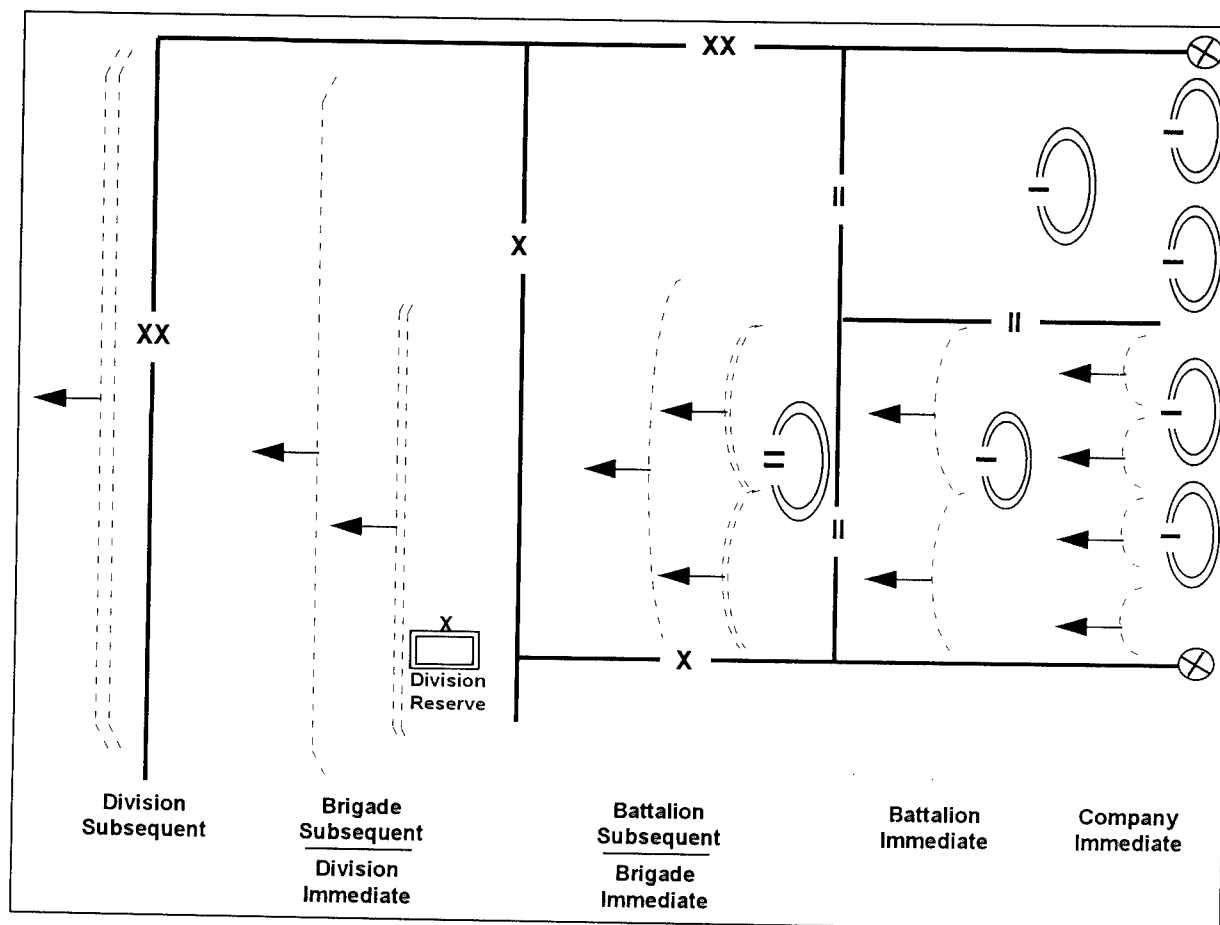 XX
X
II
XX
II
II
X
X
Division
Reserve
Division
Subsequent
Brigade
Subsequent
Division
Immediate
Battalion
Subsequent
Brigade
Immediate
Battalion
Immediate
Company
Immediate